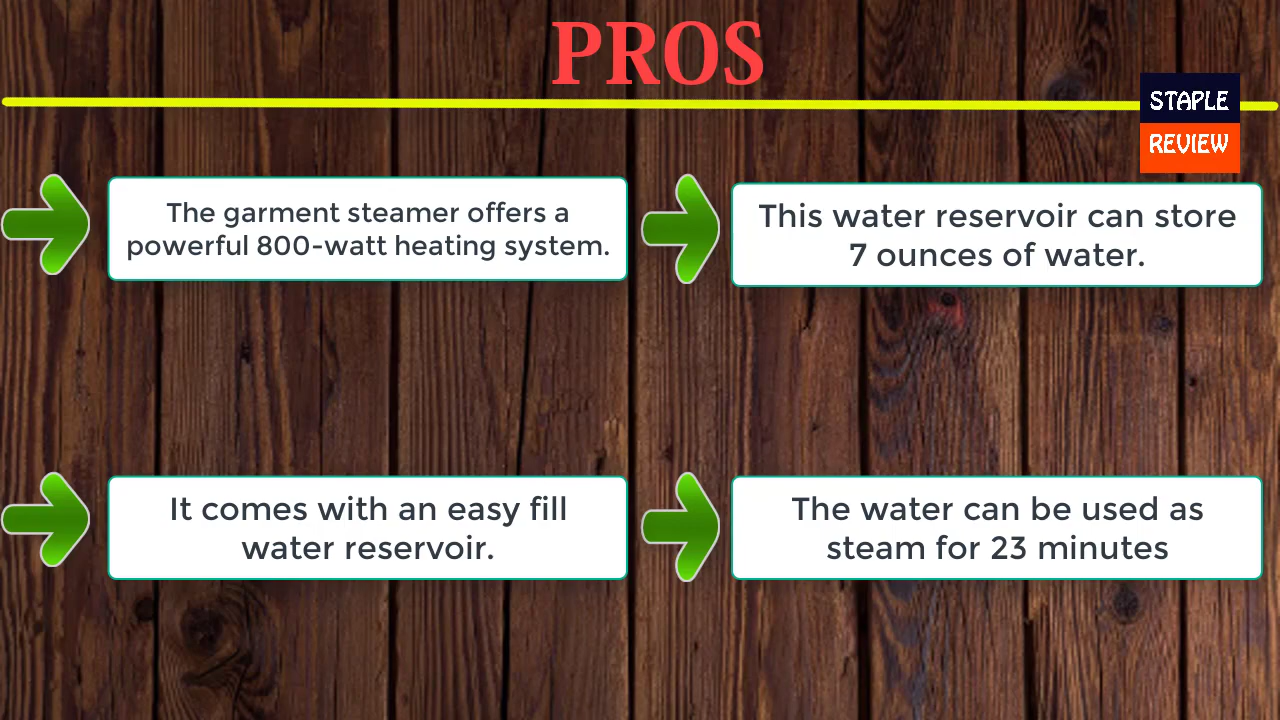 PROS
STAPLE
REVIEW
The garment steamer offers a
powerful 800-watt heating system.
This water reservoir can store
7 ounces of water.
It comes with an easy fill
water reservoir.
The water can be used as
steam for 23 minutes